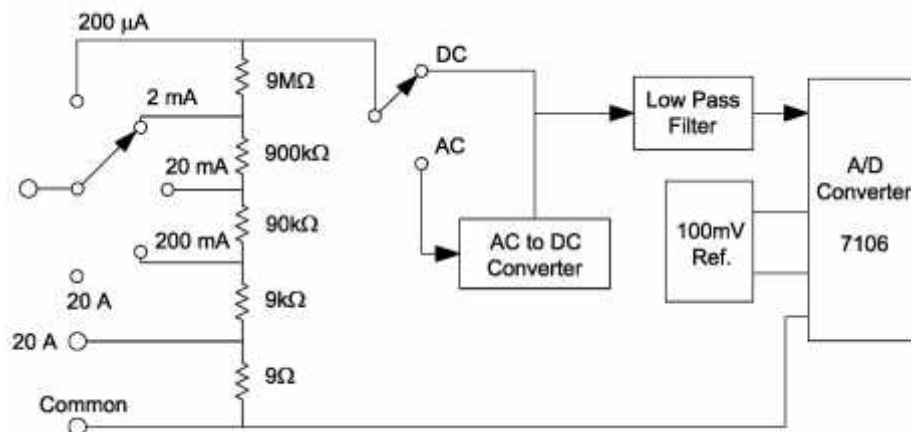 200 μA
9MΩ
DC
2 mA
Low Pass
Filter
900kΩ
AC
20 mA
A/D
Converter
7106
90kΩ
200 mA
AC to DC
Converter
100mV
Ref.
9kΩ
20 A
20 A
9Ω
Common